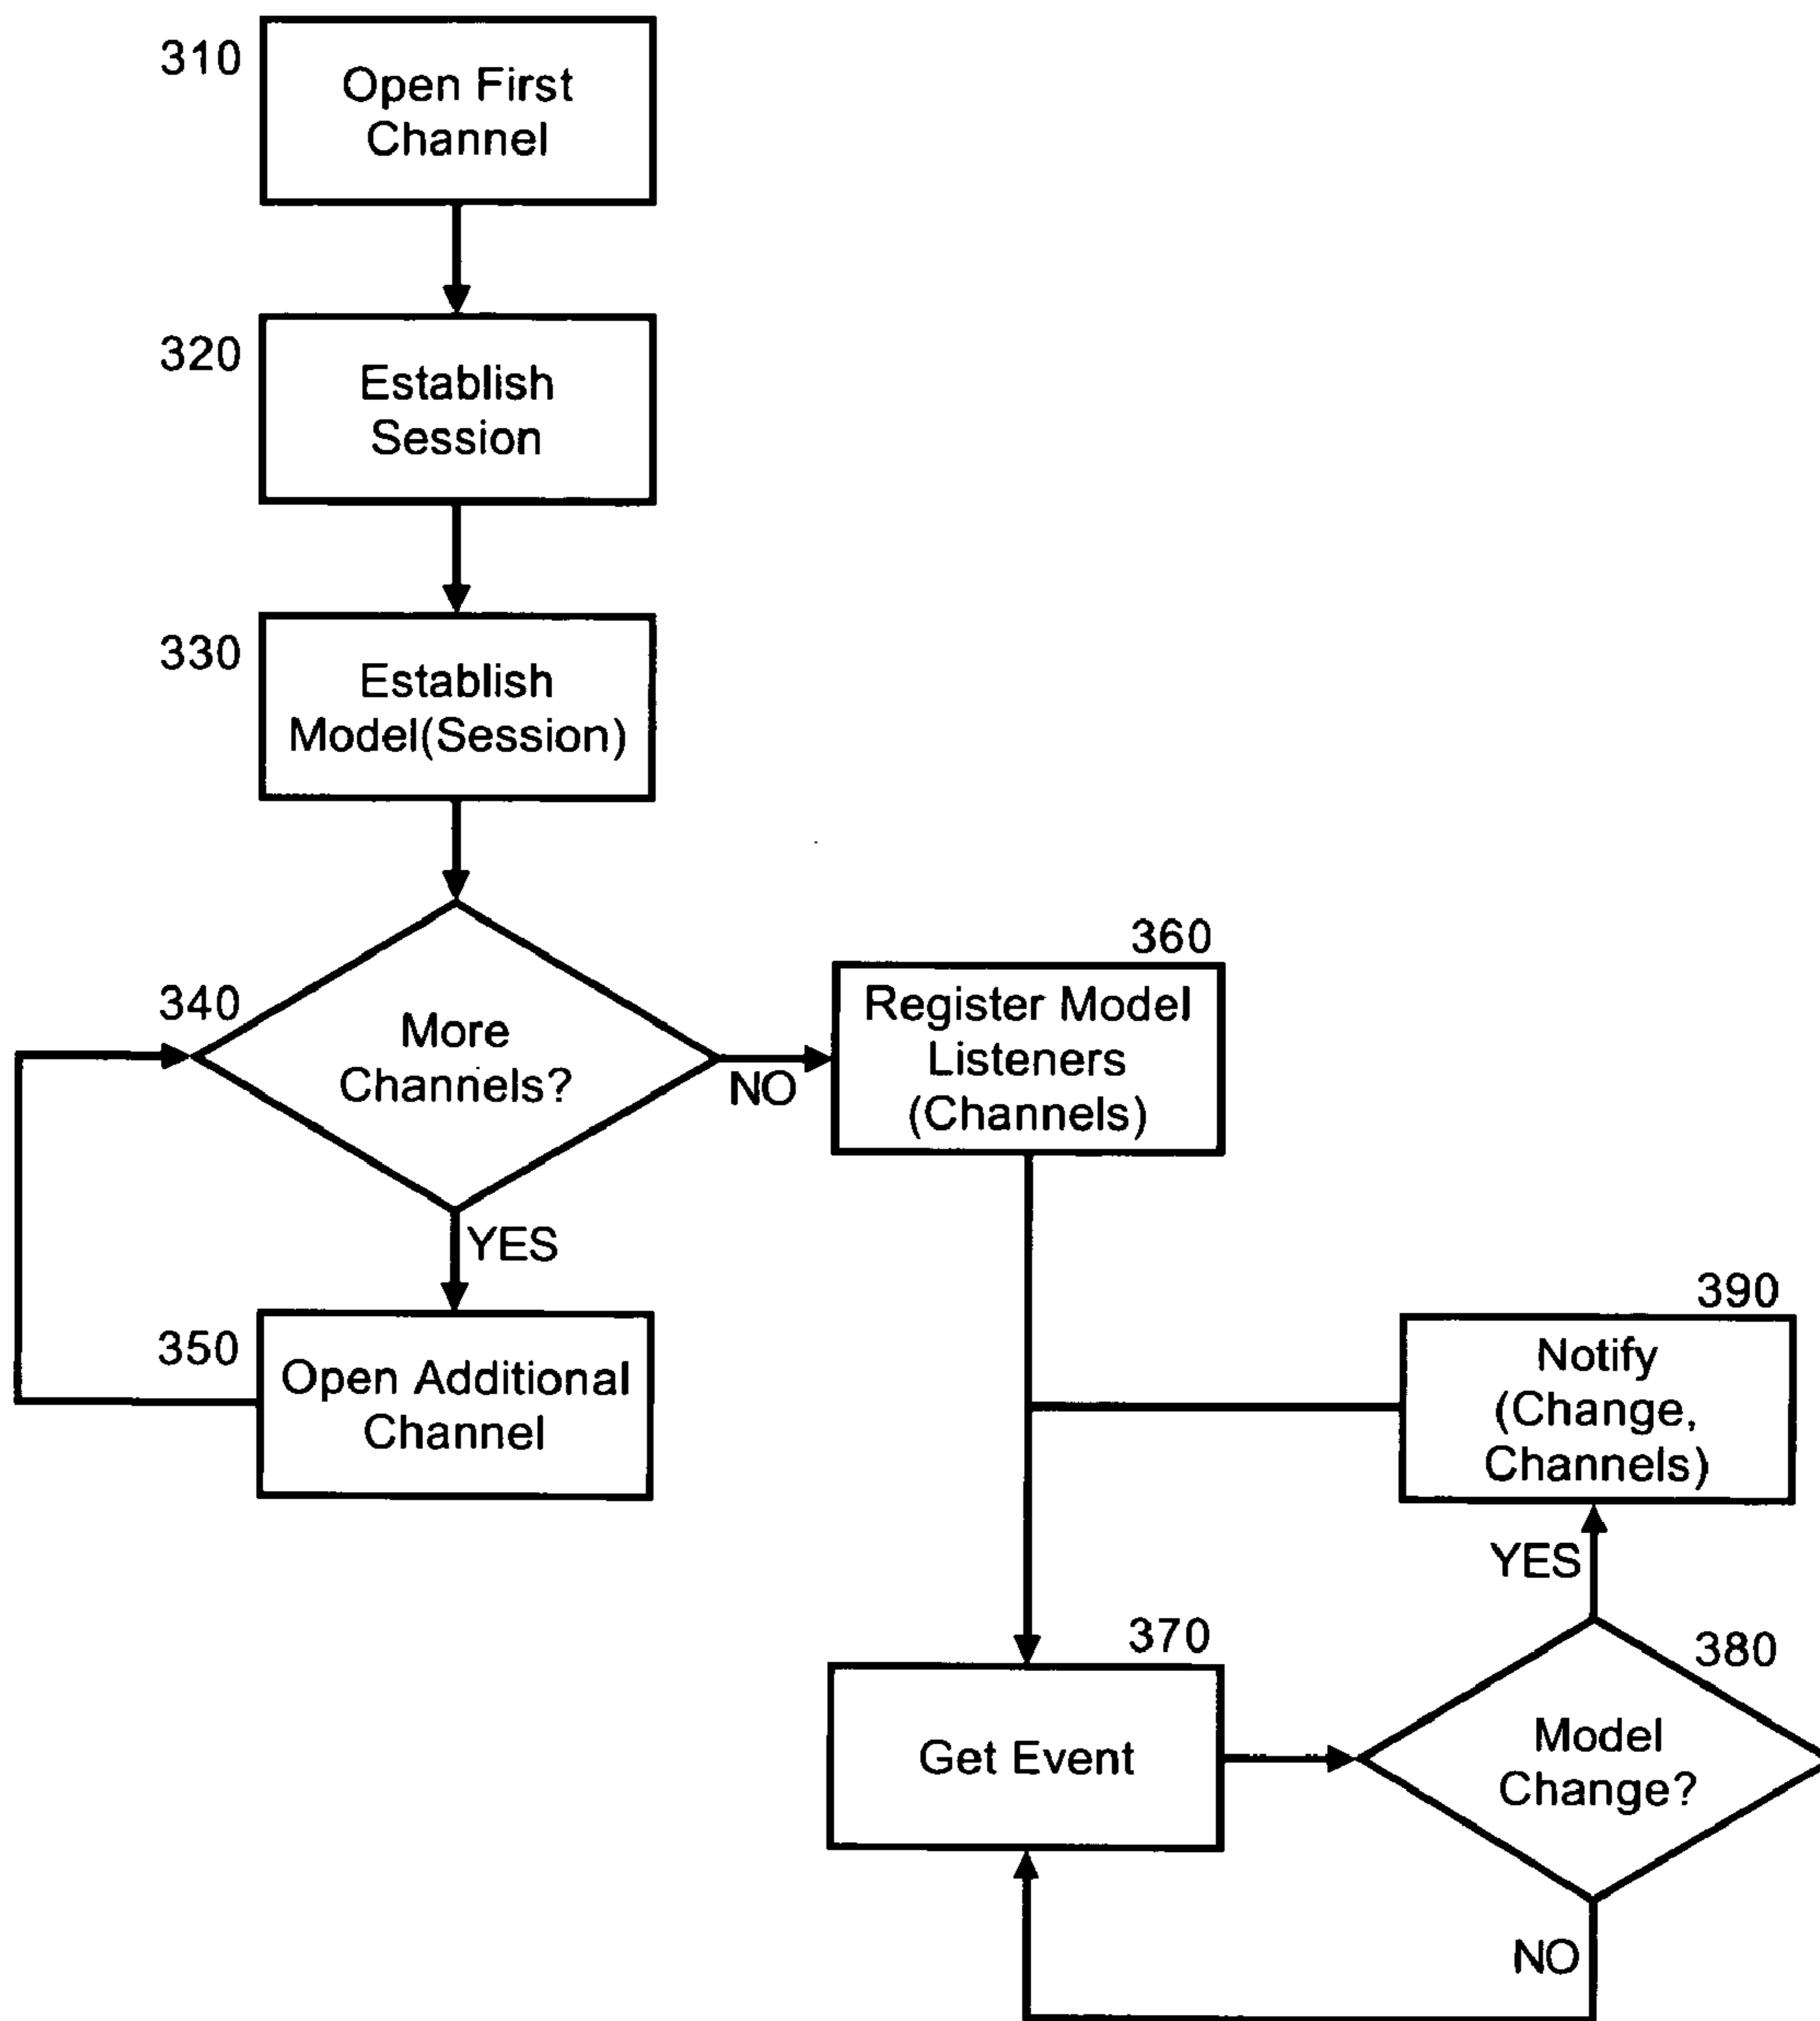 310
Open First
Channel
320
Establish
Session
330
Establish
Model(Session)
340
More
Channels?
NO
YES
350
Open Additional
Channel
360
Register Model
Listeners
(Channels)
390
Notify
(Change,
Channels)
YES
370
Get Event
380
Model
Change?
NO